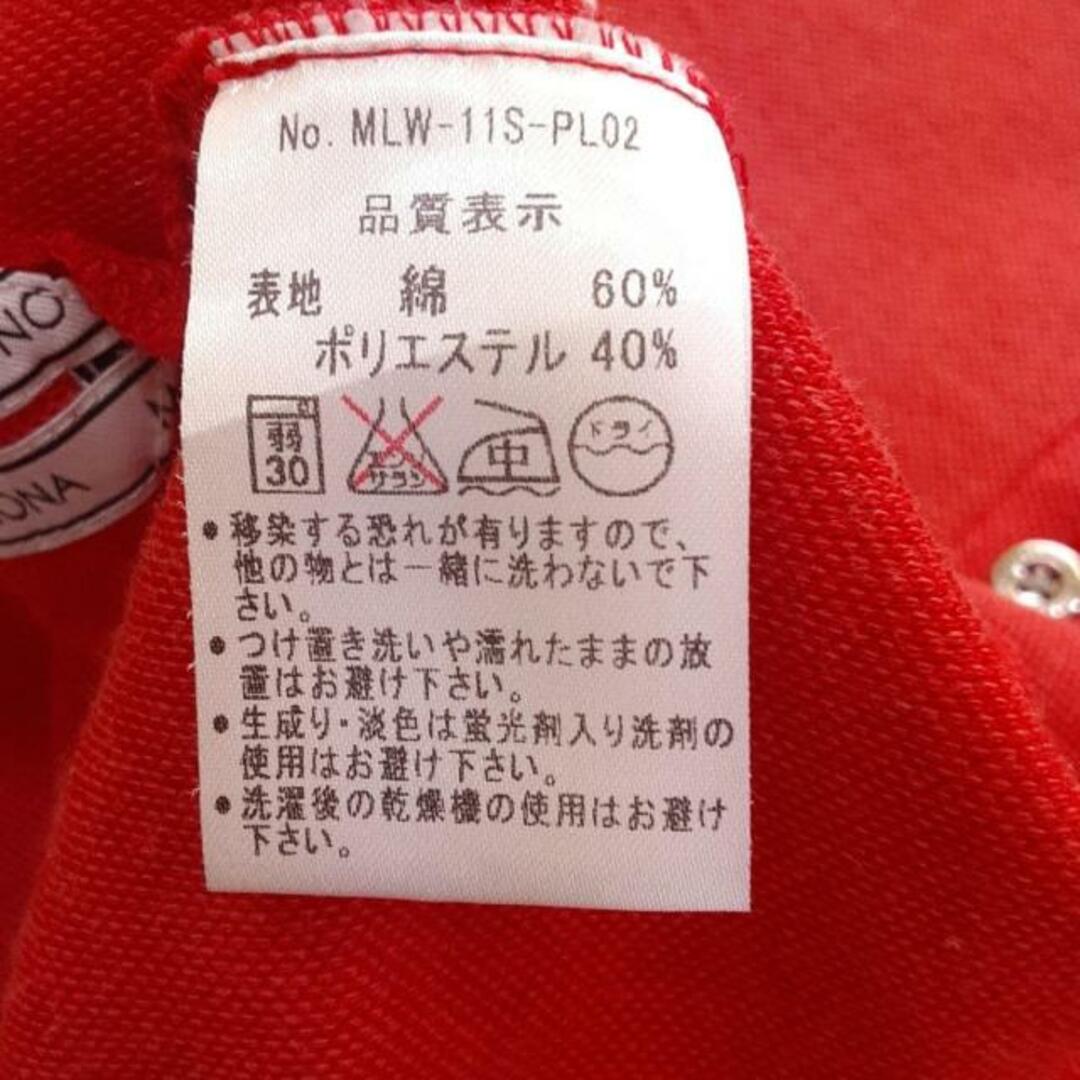 No. MLW-11S-PL02
品質表示
表地 綿 60%
ポリエステル 40%
弱
30
エンソ
サラシ
中
ドライ
•移染する恐れが有りますので、
他の物とは一緒に洗わないで下
さい。
•つけ置き洗いや濡れたままの放
置はお避け下さい。
•生成り・淡色は蛍光剤入り洗剤の
使用はお避け下さい。
•洗濯後の乾燥機の使用はお避け
下さい。
NO
ONA